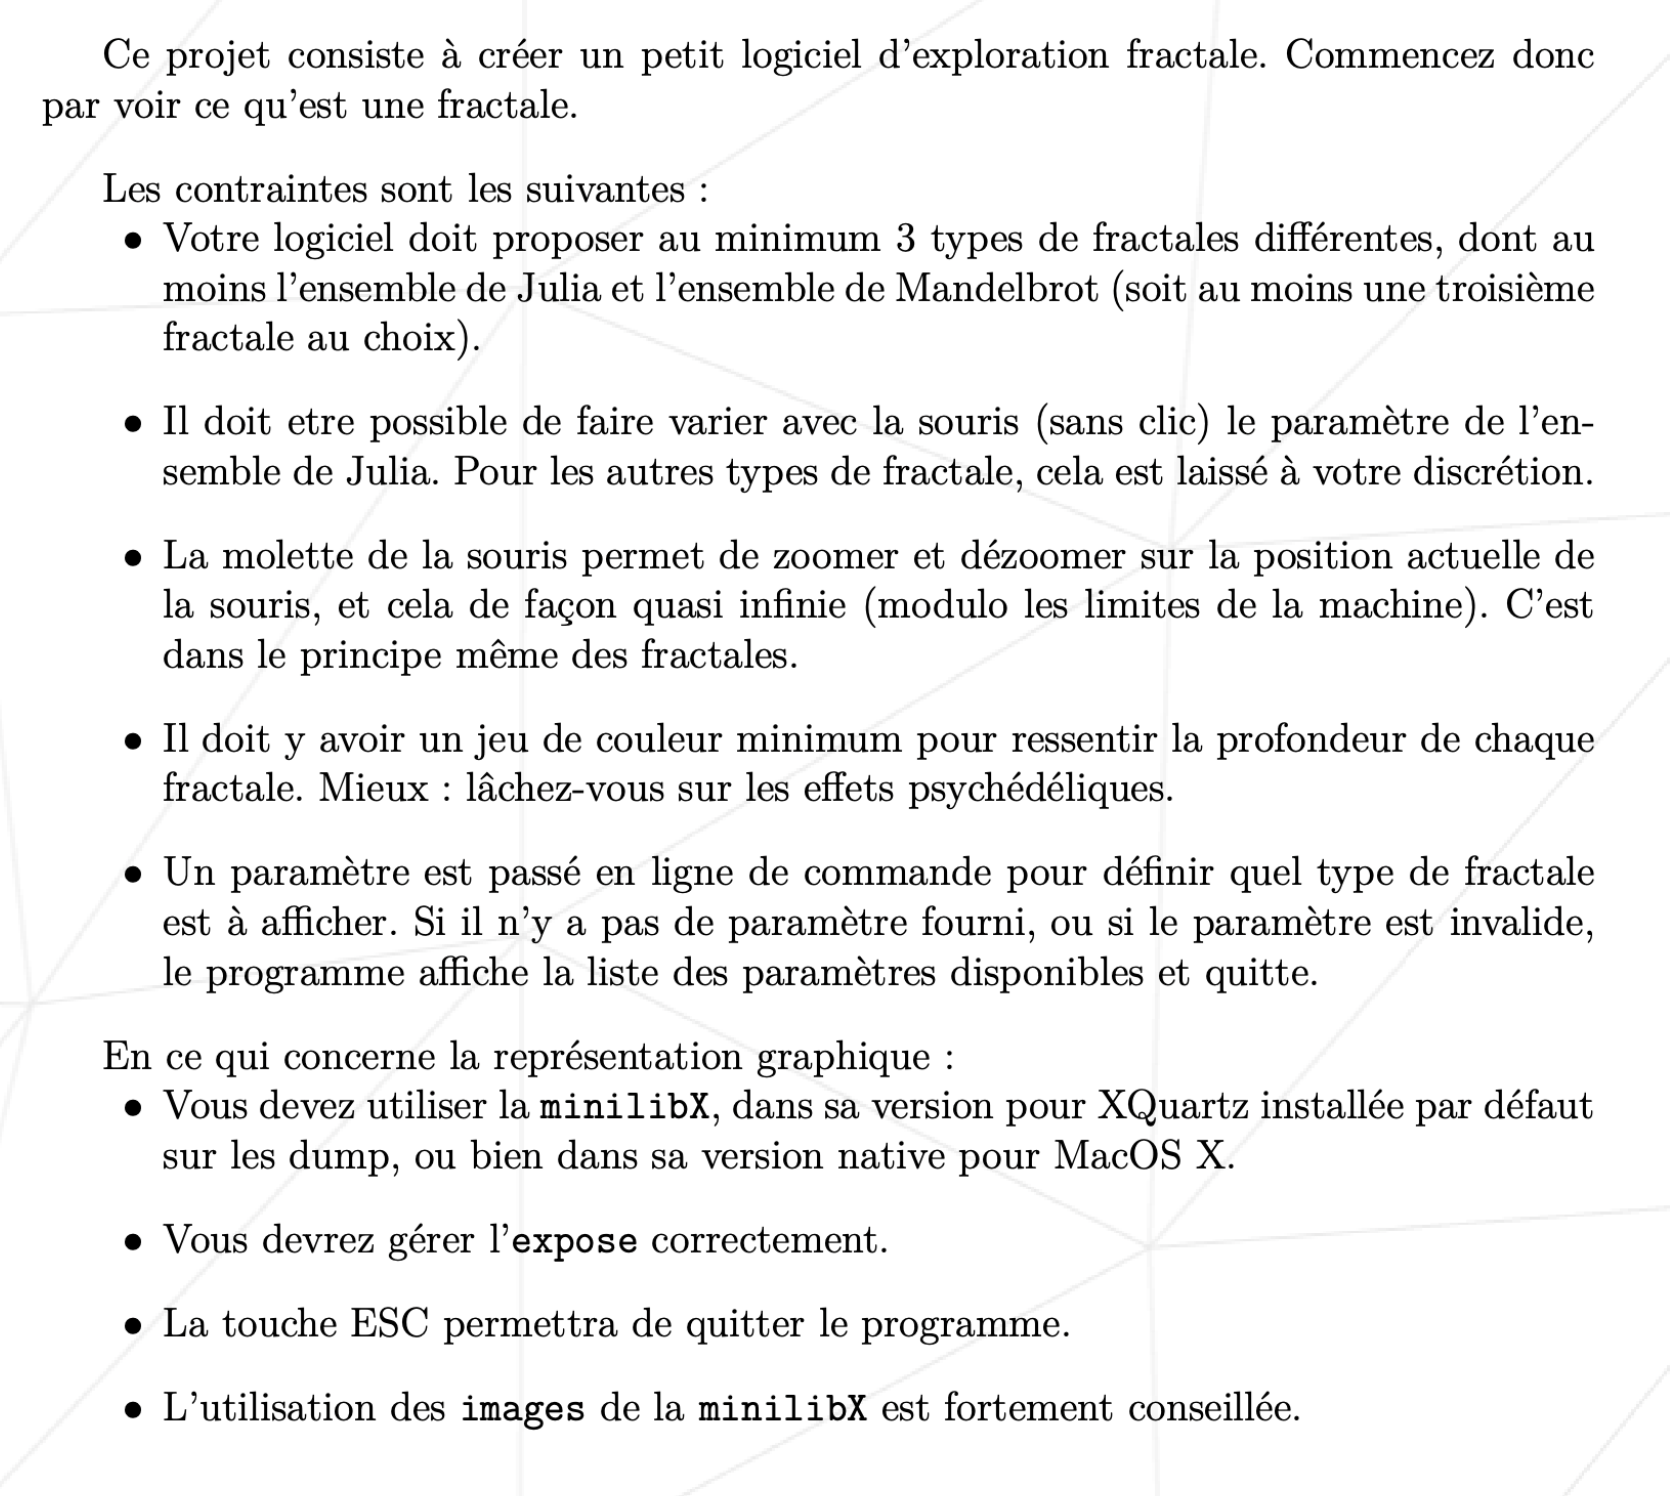 Ce projet consiste à créer un petit logiciel d'exploration fractale. Commencez donc
par voir ce qu'est une fractale.
Les contraintes sont les suivantes :
• Votre logiciel doit proposer au minimum 3 types de fractales différentes, dont au
moins l'ensemble de Julia et l'ensemble de Mandelbrot (soit au moins une troisième
fractale au choix).
• Il doit etre possible de faire varier avec la souris (sans clic) le paramètre de l'en-
semble de Julia. Pour les autres types de fractale, cela est laissé à votre discrétion.
• La molette de la souris permet de zoomer et dézoomer sur la position actuelle de
la souris, et cela de façon quasi infinie (modulo les limites de la machine). C'est
dans le principe même des fractales.
• Il doit y avoir un jeu de couleur minimum pour ressentir la profondeur de chaque
fractale. Mieux : lâchez-vous sur les effets psychédéliques.
• Un paramètre est passé en ligne de commande pour définir quel type de fractale
est à afficher. Si il n'y a pas de paramètre fourni, ou si le paramètre est invalide,
le programme affiche la liste des paramètres disponibles et quitte.
En ce qui concerne la représentation graphique :
• Vous devez utiliser la minilibX, dans sa version pour XQuartz installée par défaut
sur les dump, ou bien dans sa version native pour MacOS X.
• Vous devrez gérer l'expose correctement.
• La touche ESC permettra de quitter le programme.
• L'utilisation des images de la minilibX est fortement conseillée.